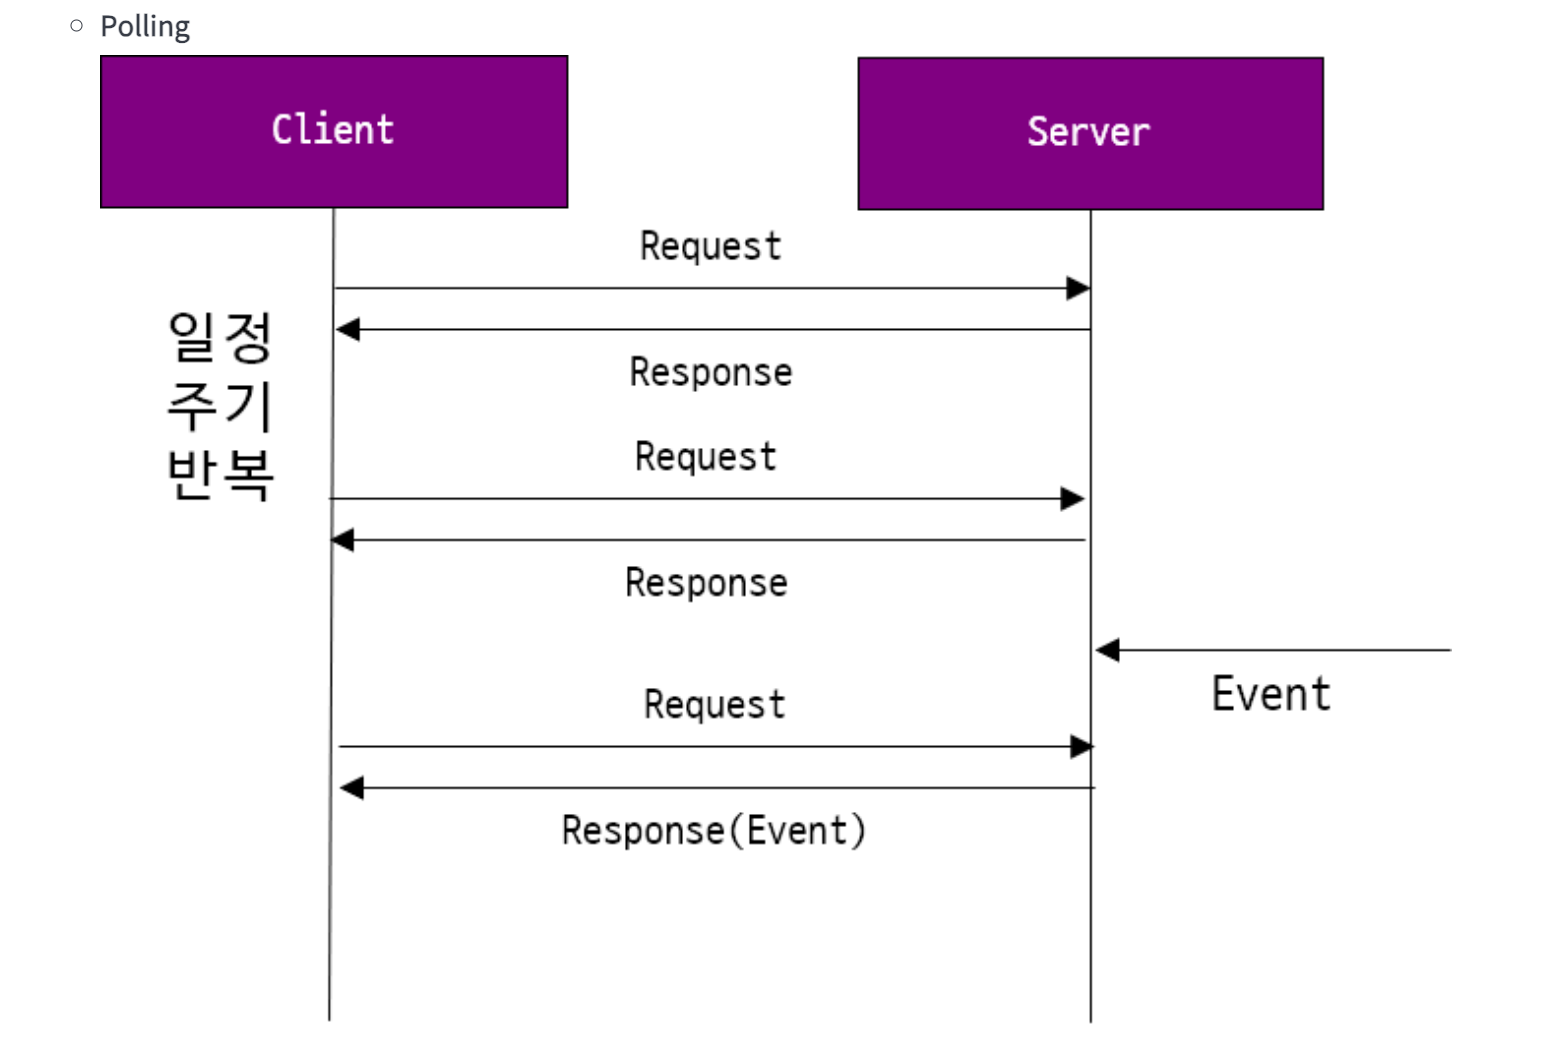 Polling
Client
Server
Request
Response
일정
주기
반복
Request
Response
Event
Request
Response(Event)